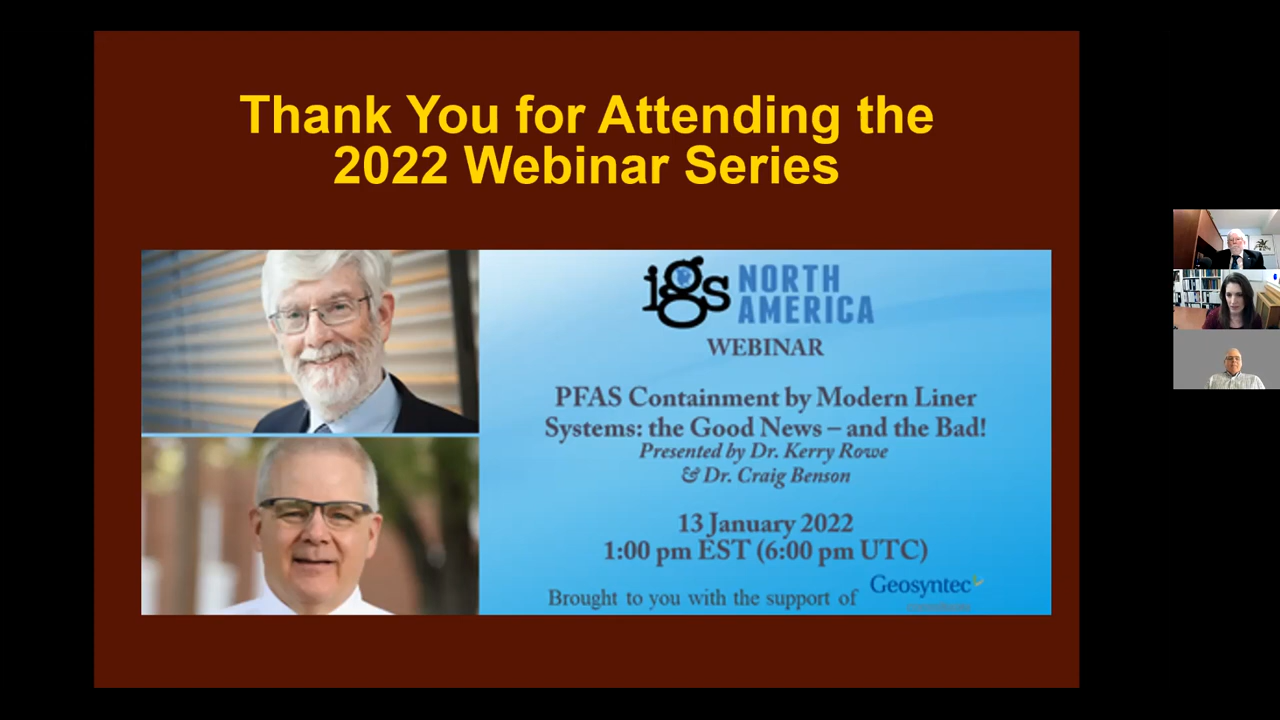 Thank You for Attending the
2022 Webinar Series
igs NORTH
AMERICA
WEBINAR
PFAS Containment by Modern Liner
Systems: the Good News – and the Bad!
Presented by Dr. Kerry Rowe
& Dr. Craig Benson
13 January 2022
1:00 pm EST (6:00 pm UTC)
Brought to you with the support of Geosyntec